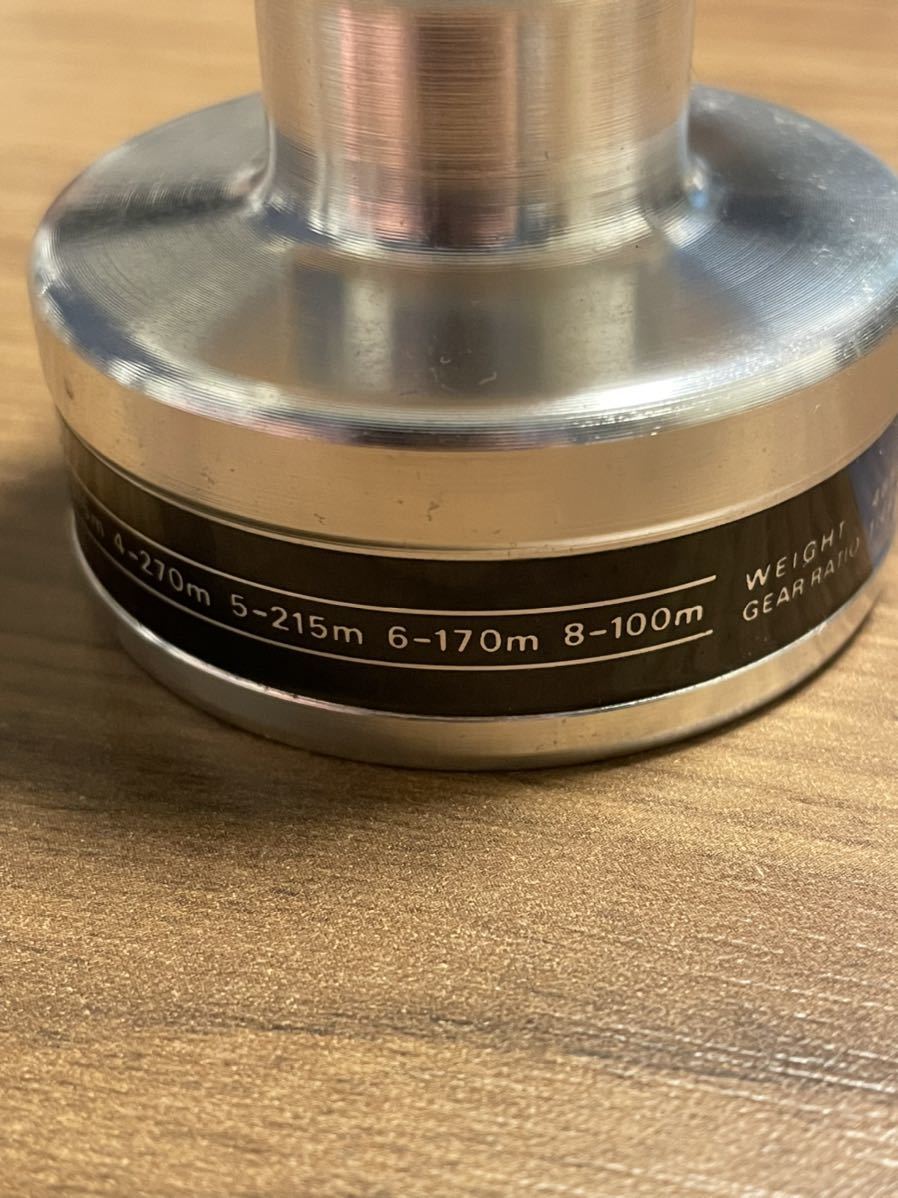 4-270m 5-215m 6-170m 8-100m
WEIGHT
GEAR RATIO